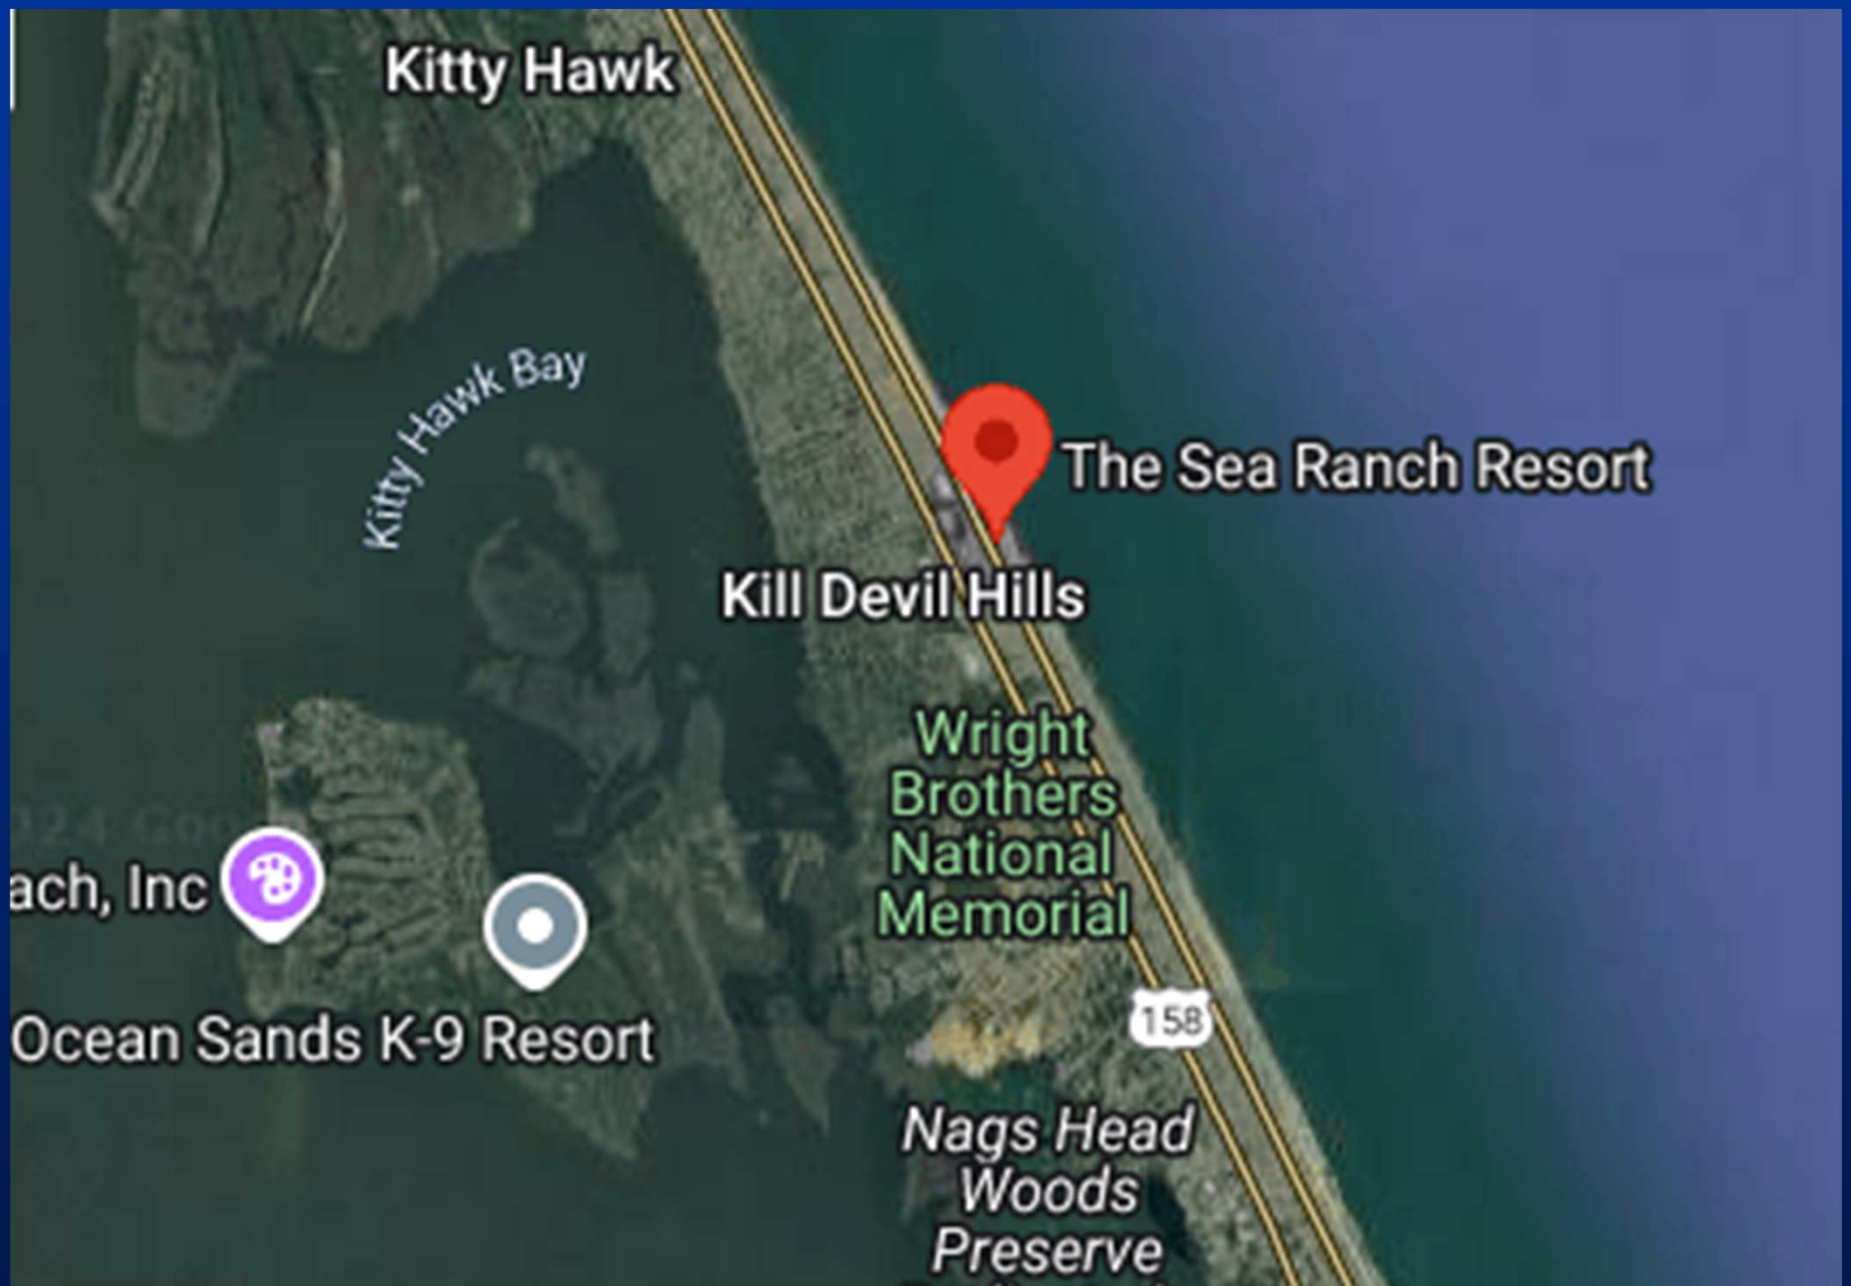 Kitty Hawk
Kitty Hawk Bay
The Sea Ranch Resort
Kill Devil Hills
Wright
Brothers
National
Memorial
ach, Inc
158
Ocean Sands K-9 Resort
Nags Head
Woods
Preserve